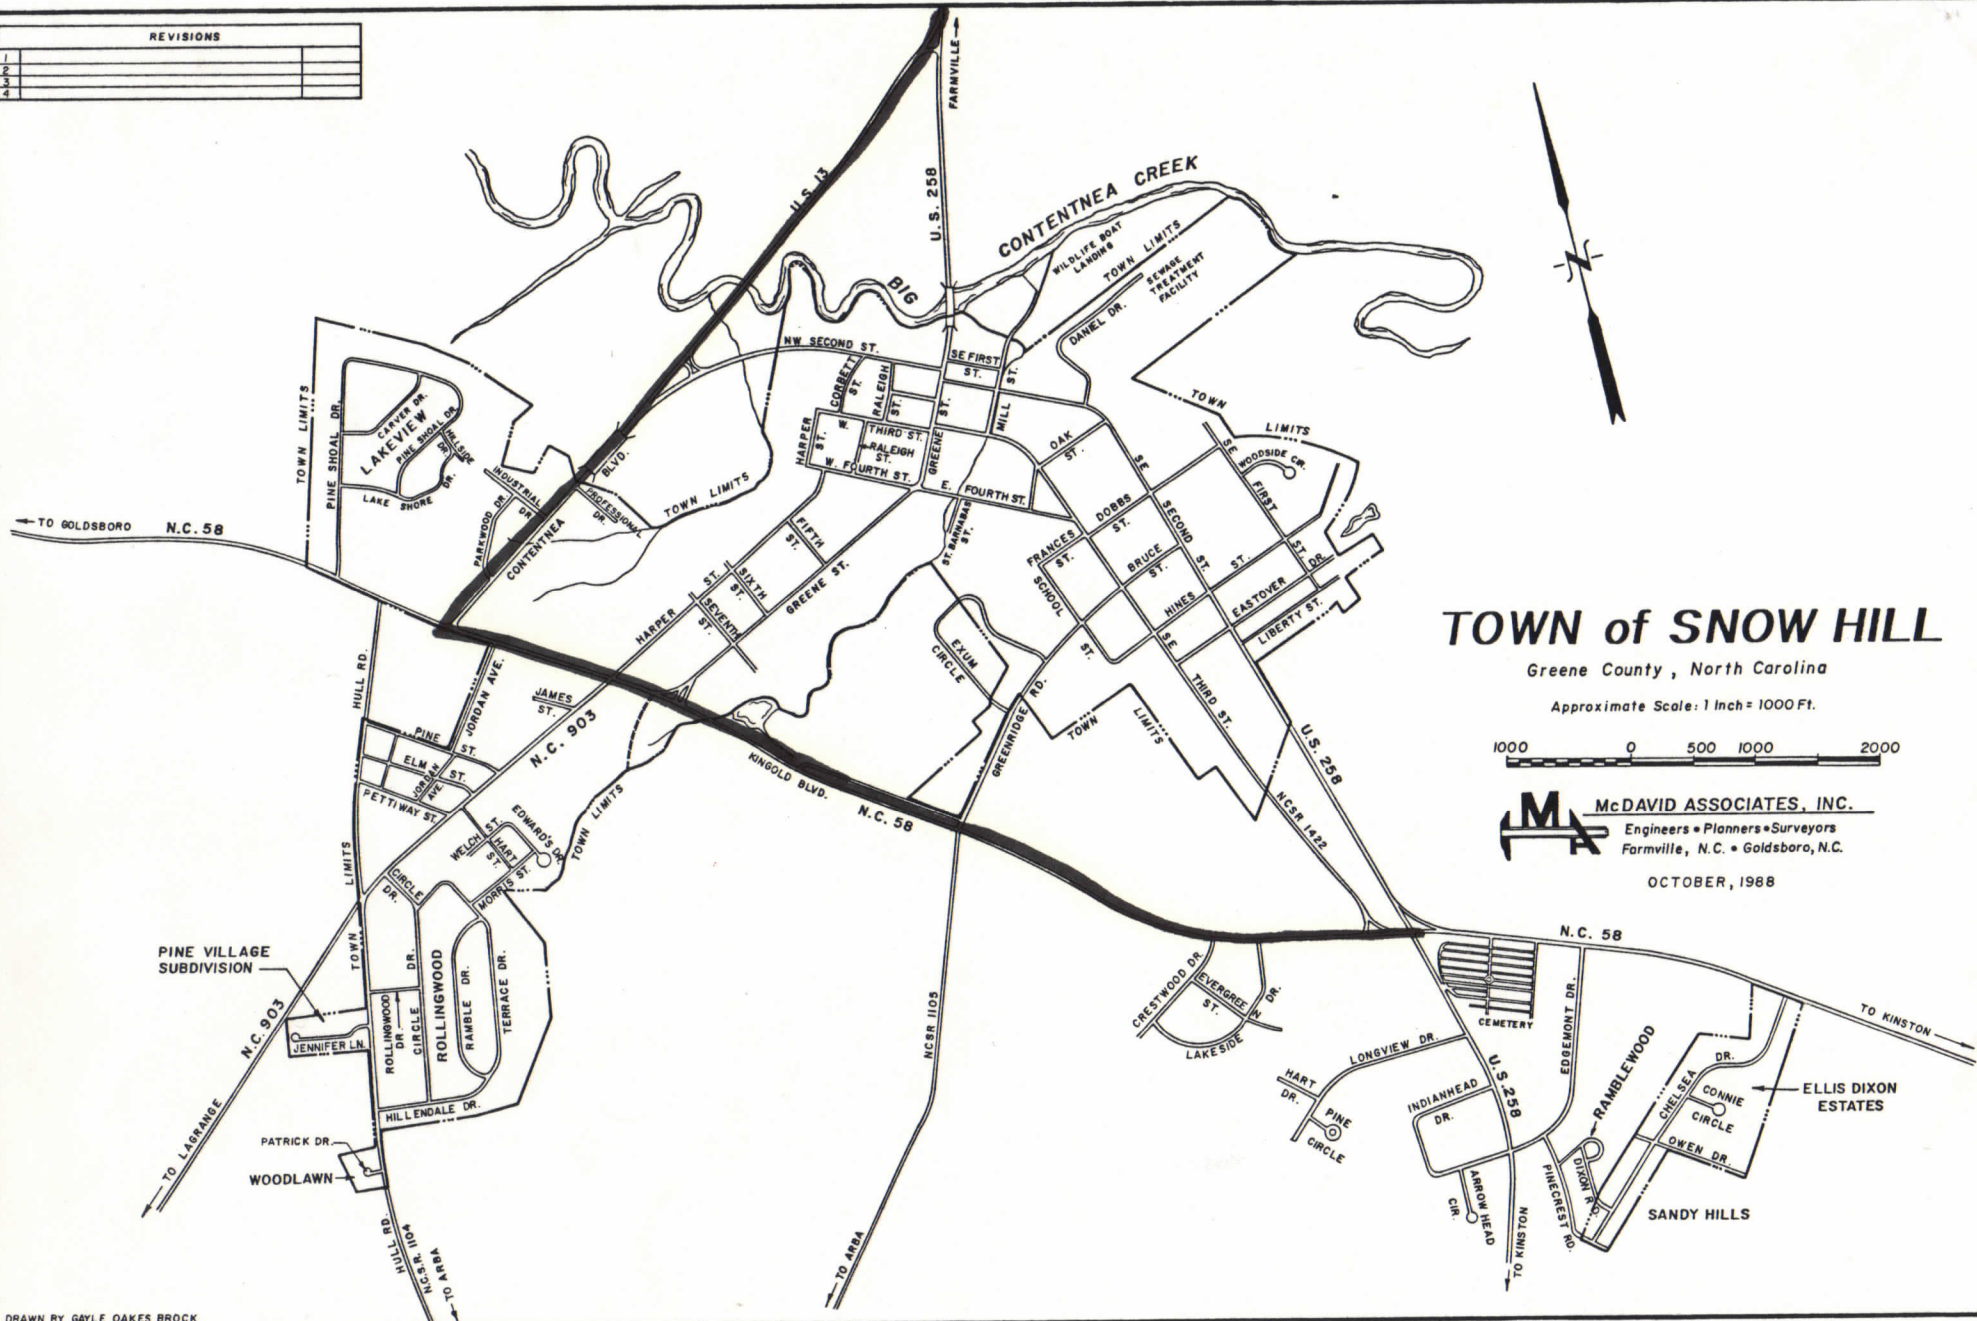 REVISIONS
1
2
3
4
FARMVILLE
U.S. 13
U.S. 258
BIG
CONTENTNEA CREEK
WILDLIFE BOAT
LANDING
TOWN LIMITS
SEWAGE
TREATMENT
FACILITY
DANIEL DR.
N
TOWN LIMITS
PINE SHOAL DR.
CARVER DR.
LAKEVIEW
PINE SHOAL DR.
HILLSIDE
DR.
LAKE SHORE DR.
INDUSTRIAL
DR.
PARKWOOD DR.
PROFESSIONAL
DR.
CONTENTNEA BLVD.
TOWN LIMITS
NW SECOND ST.
SE FIRST
ST.
CORBETT
ST.
RALEIGH
ST.
HARPER
ST.
W. THIRD ST.
RALEIGH
ST.
W. FOURTH ST.
GREENE ST.
MILL ST.
E. FOURTH ST.
ST. BARNABAS
ST.
OAK
ST.
TOWN LIMITS
WOODSIDE CIR.
SE FIRST ST.
SE SECOND ST.
DOBBS
ST.
FRANCES
ST.
BRUCE
ST.
HINES ST.
EASTOVER DR.
LIBERTY ST.
SCHOOL ST.
SE THIRD ST.
TO GOLDSBORO N.C. 58
FIFTH
ST.
SIXTH
ST.
SEVENTH
ST.
HARPER ST.
GREENE ST.
EXUM
CIRCLE
GREENRIDGE RD.
TOWN LIMITS
HULL RD.
JORDAN AVE.
JAMES
ST.
N.C. 903
PINE ST.
ELM ST.
JORDAN
AVE.
PETTIWAY ST.
WELCH ST.
HART
ST.
EDWARD'S DR.
MORRIS ST.
TOWN LIMITS
KINGOLD BLVD.
N.C. 58
U.S. 258
NCSR 1422
TOWN of SNOW HILL
Greene County, North Carolina
Approximate Scale: 1 Inch = 1000 Ft.
1000 0 500 1000 2000
MA
McDAVID ASSOCIATES, INC.
Engineers • Planners • Surveyors
Farmville, N.C. • Goldsboro, N.C.
OCTOBER, 1988
TOWN LIMITS
CIRCLE
DR.
PINE VILLAGE
SUBDIVISION
N.C. 903
JENNIFER LN.
ROLLINGWOOD
DR.
CIRCLE DR.
ROLLINGWOOD
RAMBLE DR.
TERRACE DR.
HILLENDALE DR.
TO LAGRANGE
PATRICK DR.
WOODLAWN
HULL RD.
N.C.S.R. 1104
TO ARBA
NCSR 1105
TO ARBA
CRESTWOOD DR.
EVERGREEN
ST.
LAKESIDE DR.
N.C. 58
CEMETERY
TO KINSTON
EDGEMONT DR.
LONGVIEW DR.
HART
DR.
PINE
CIRCLE
INDIANHEAD
DR.
U.S. 258
ARROW HEAD
CIR.
TO KINSTON
RAMBLEWOOD
DIXON R
PINECREST RD.
CHELSEA DR.
CONNIE
CIRCLE
OWEN DR.
ELLIS DIXON
ESTATES
SANDY HILLS
DRAWN BY GAYLE OAKES BROCK